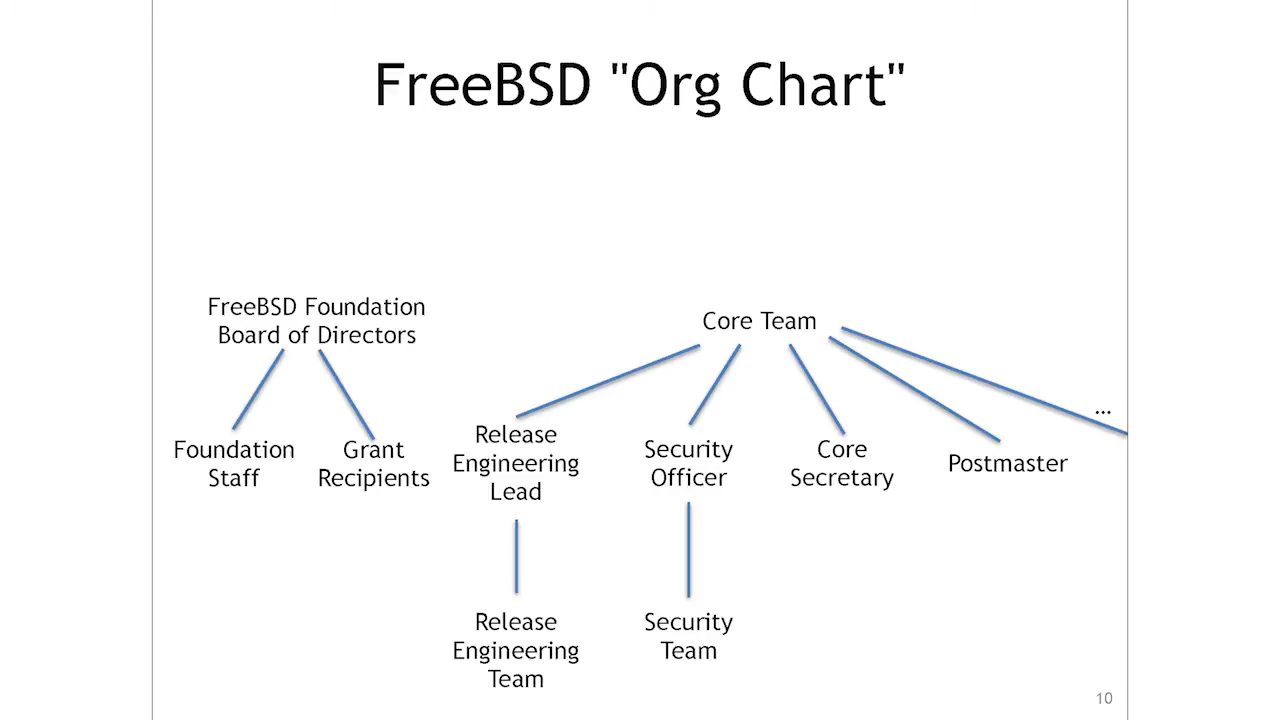 FreeBSD "Org Chart"
FreeBSD Foundation
Board of Directors
Core Team
...
Foundation
Staff
Grant
Recipients
Release
Engineering
Lead
Security
Officer
Core
Secretary
Postmaster
Release
Engineering
Team
Security
Team
10